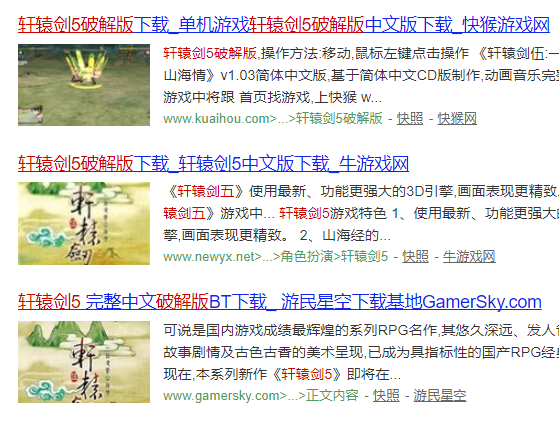 轩辕剑5破解版下载_单机游戏轩辕剑5破解版中文版下载_快猴游戏网
轩辕剑5破解版,操作方法:移动,鼠标左键点击操作 《轩辕剑伍:一
山海情》v1.03简体中文版,基于简体中文CD版制作,动画音乐完
游戏中将跟 首页找游戏,上快猴 w...
www.kuaihou.com>...>轩辕剑5破解版 - 快照 - 快猴网
轩辕剑5破解版下载_轩辕剑5中文版下载_牛游戏网
《轩辕剑五》使用最新、功能更强大的3D引擎,画面表现更精致
辕剑五》游戏中... 轩辕剑5游戏特色 1、使用最新、功能更强大的
擎,画面表现更精致。 2、山海经的...
轩辕剑
www.newyx.net>...>角色扮演>轩辕剑5 - 快照 - 牛游戏网
轩辕剑5 完整中文破解版BT下载_ 游民星空下载基地GamerSky.com
可说是国内游戏成绩最辉煌的系列RPG名作,其悠久深远、发人
故事剧情及古色古香的美术呈现,已成为具指标性的国产RPG经
现在,本系列新作《轩辕剑5》即将在...
軒轅
www.gamersky.com>...>正文内容 - 快照 - 游民星空